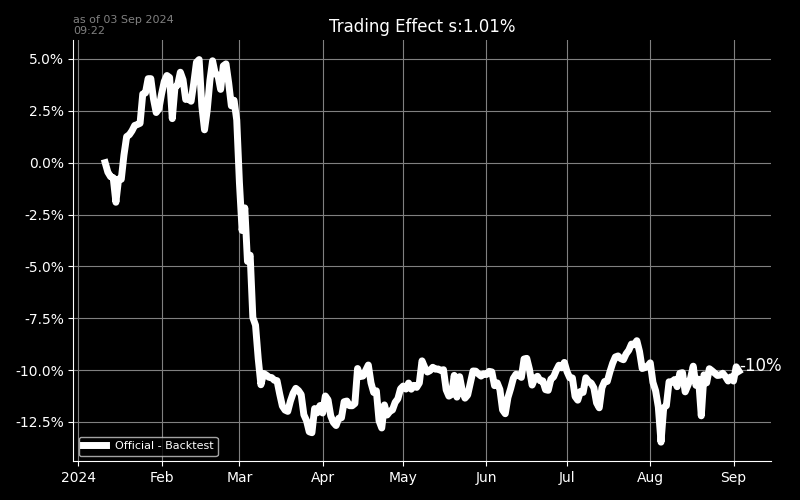 as of 03 Sep 2024
09:22
Trading Effect s:1.01%
5.0%
2.5%
0.0%
-2.5%
-5.0%
-7.5%
-10.0%
-12.5%
-10%
Official - Backtest
2024 Feb Mar Apr May Jun Jul Aug Sep